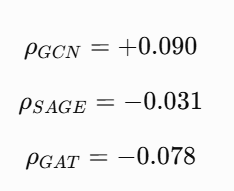 ρ_GCN = +0.090
ρ_SAGE = −0.031
ρ_GAT = −0.078